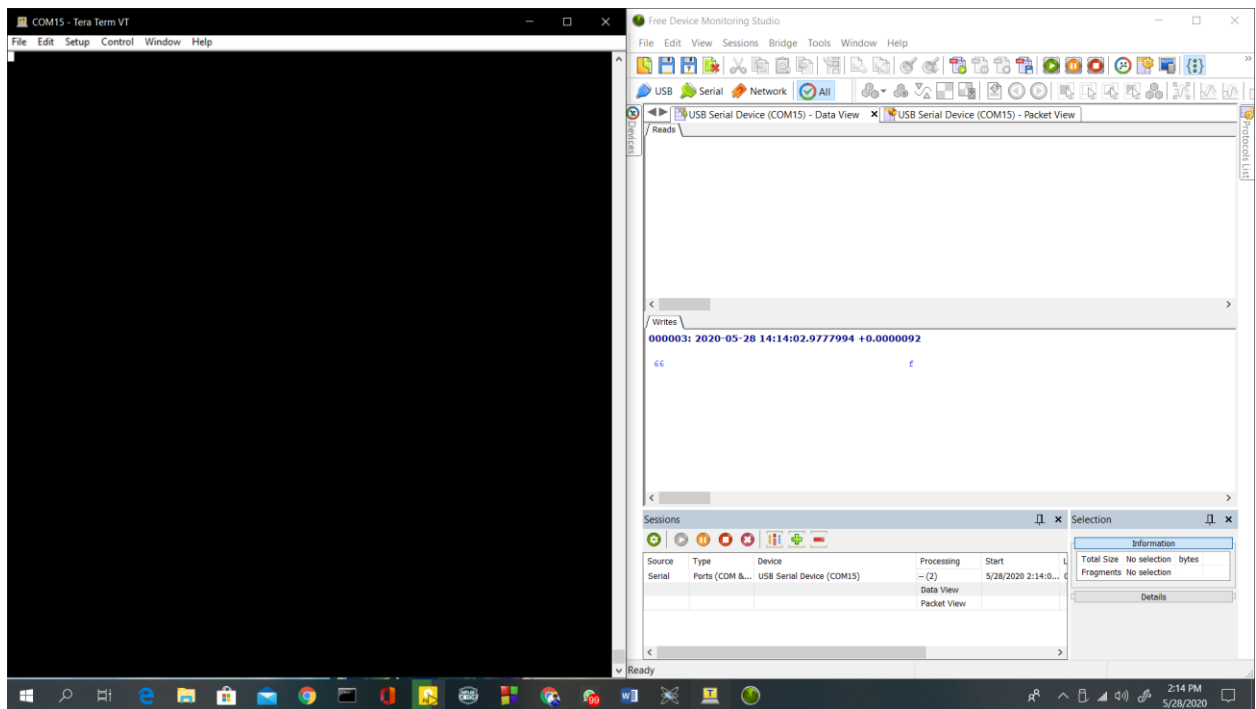 COM15 - Tera Term VT
File Edit Setup Control Window Help
Free Device Monitoring Studio
File Edit View Sessions Bridge Tools Window Help
USB Serial Network All
Devices
USB Serial Device (COM15) - Data View USB Serial Device (COM15) - Packet View
Protocols List
Reads
Writes
000003: 2020-05-28 14:14:02.9777994 +0.0000092
66 f
Sessions
Source Type Device Processing Start
Serial Ports (COM &... USB Serial Device (COM15) – (2) 5/28/2020 2:14:0...
Data View
Packet View
Selection
Information
Total Size No selection bytes
Fragments No selection
Details
Ready
99
2:14 PM
5/28/2020